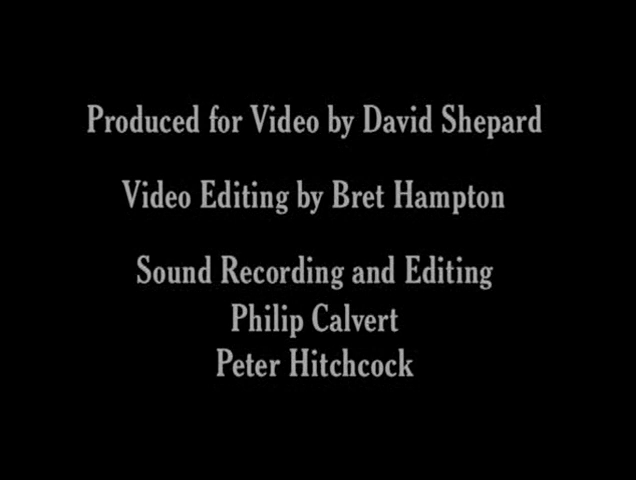 Produced for Video by David Shepard
Video Editing by Bret Hampton
Sound Recording and Editing
Philip Calvert
Peter Hitchcock